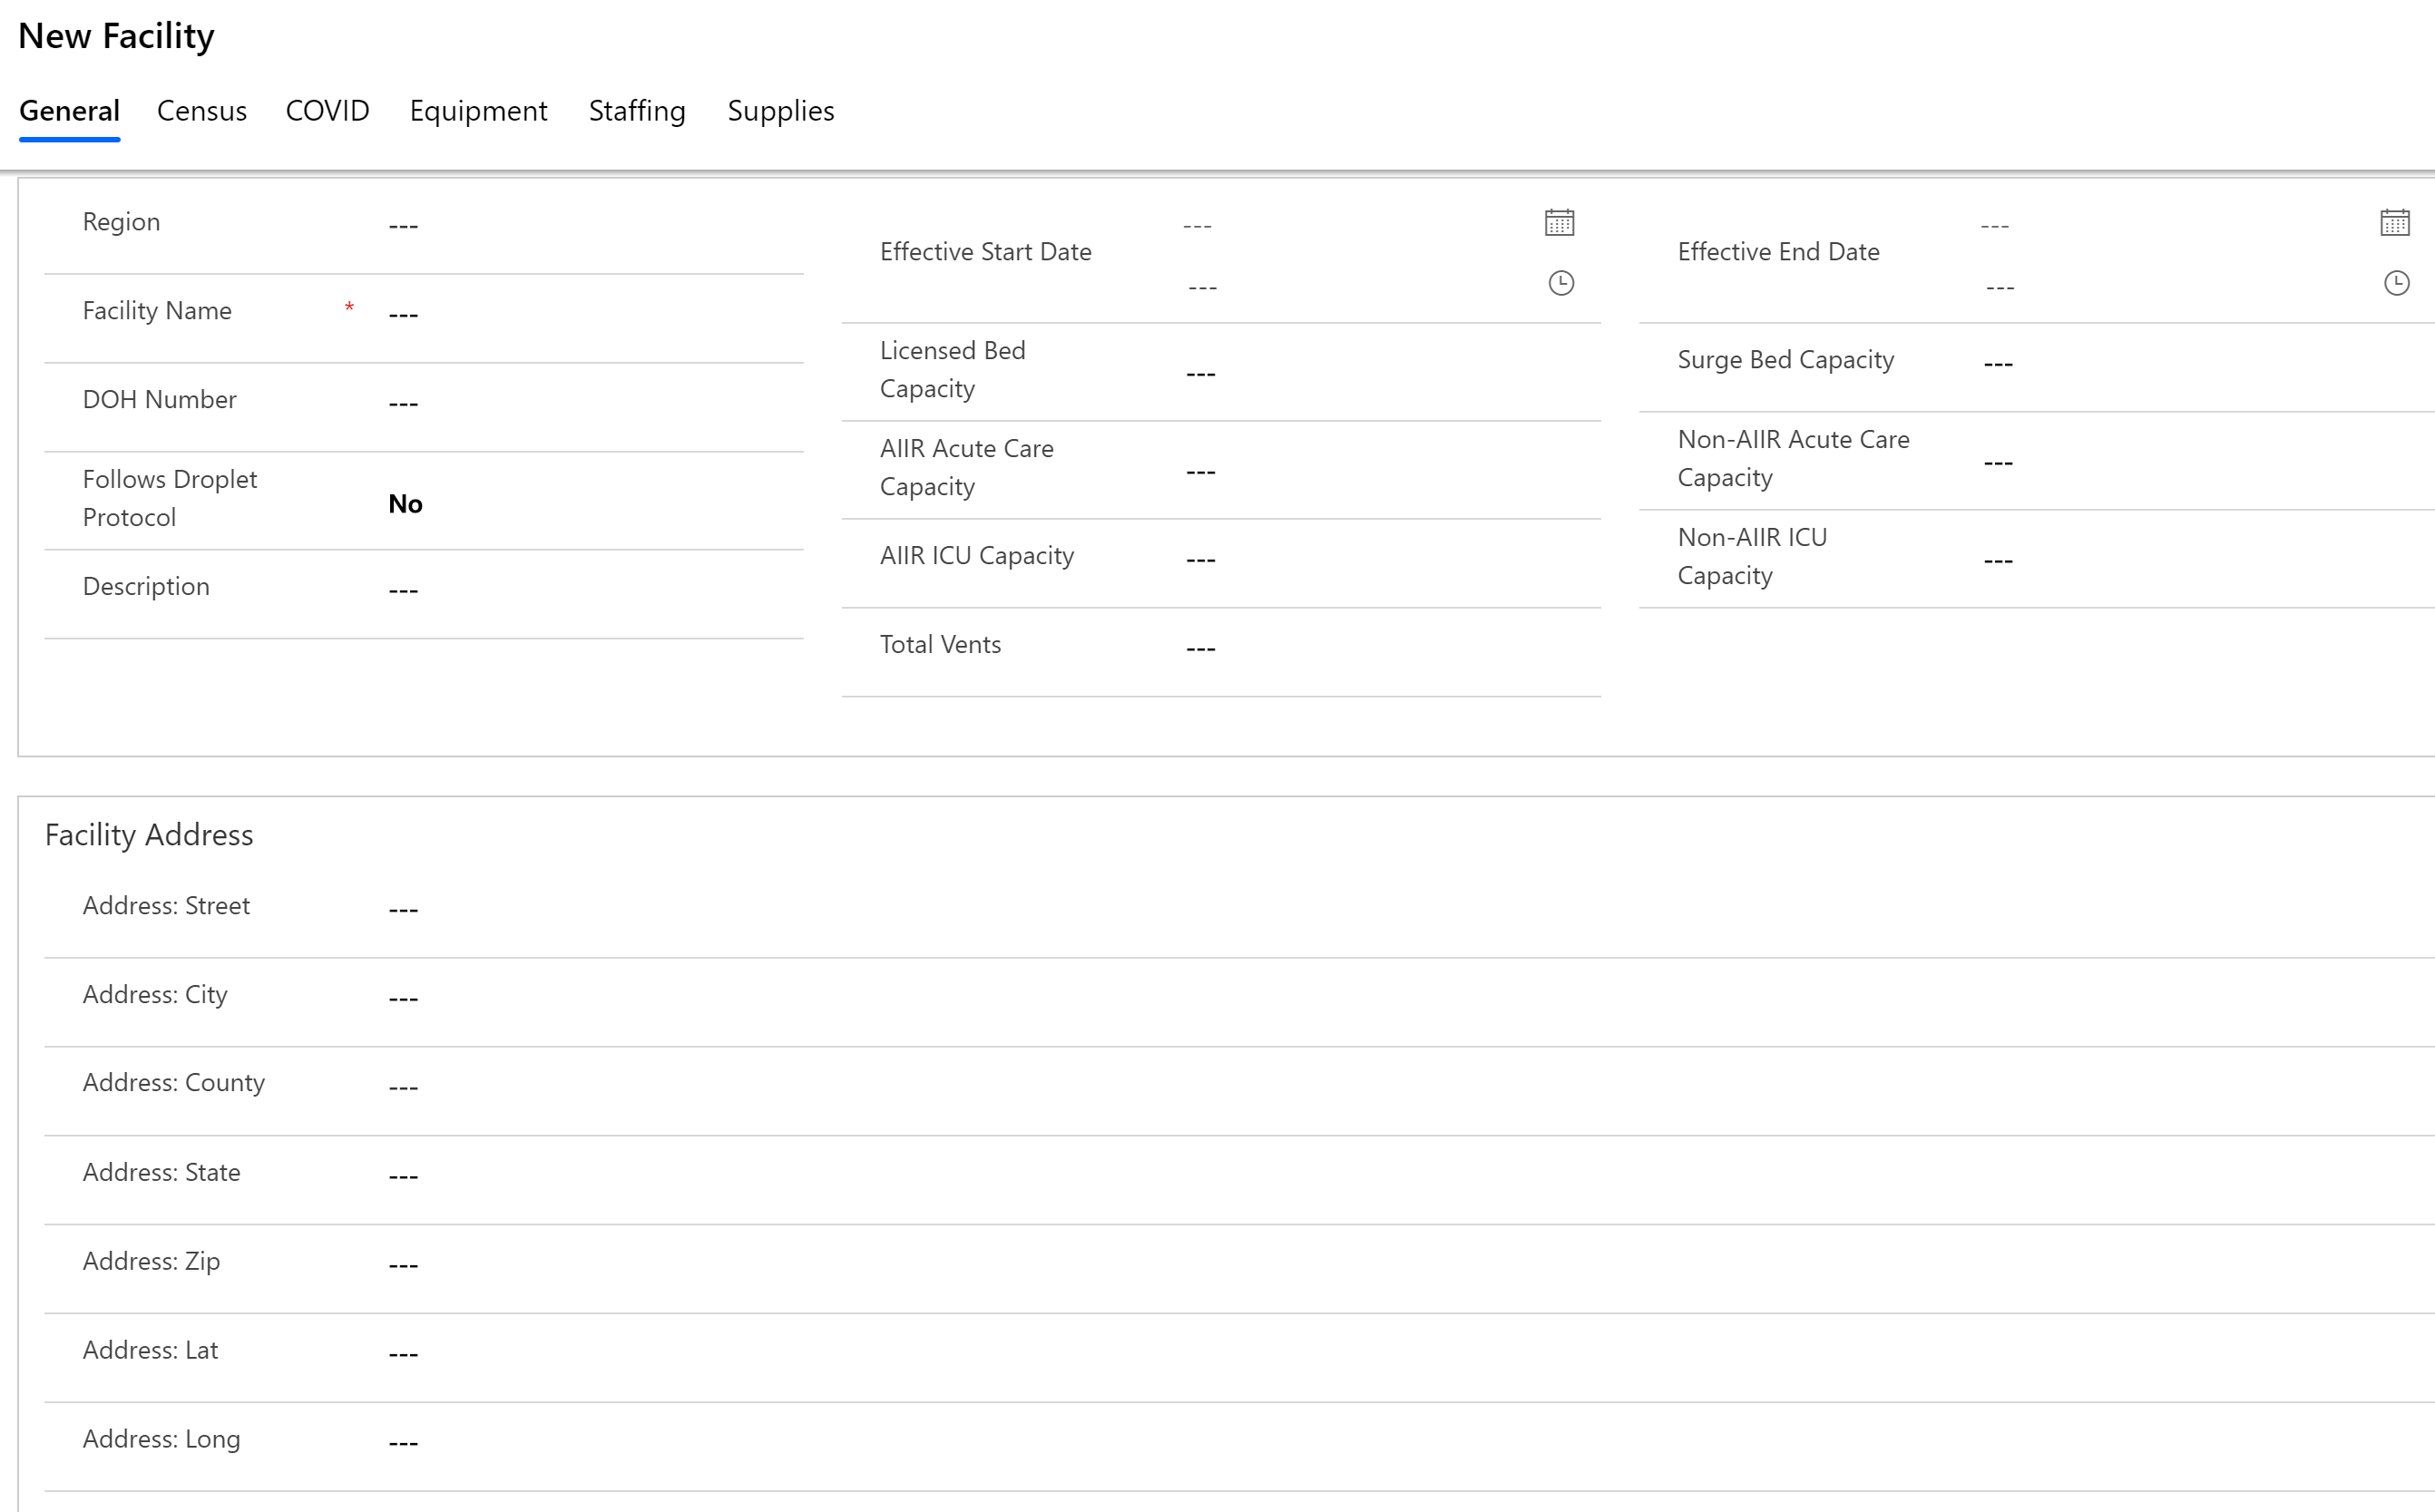 New Facility
General Census COVID Equipment Staffing Supplies
Region ---
Facility Name * ---
DOH Number ---
Follows Droplet
Protocol
No
Description ---
Effective Start Date
---
---
Licensed Bed
Capacity
---
AIIR Acute Care
Capacity
---
AIIR ICU Capacity ---
Total Vents ---
Effective End Date
---
---
Surge Bed Capacity ---
Non-AIIR Acute Care
Capacity
---
Non-AIIR ICU
Capacity
---
Facility Address
Address: Street ---
Address: City ---
Address: County ---
Address: State ---
Address: Zip ---
Address: Lat ---
Address: Long ---